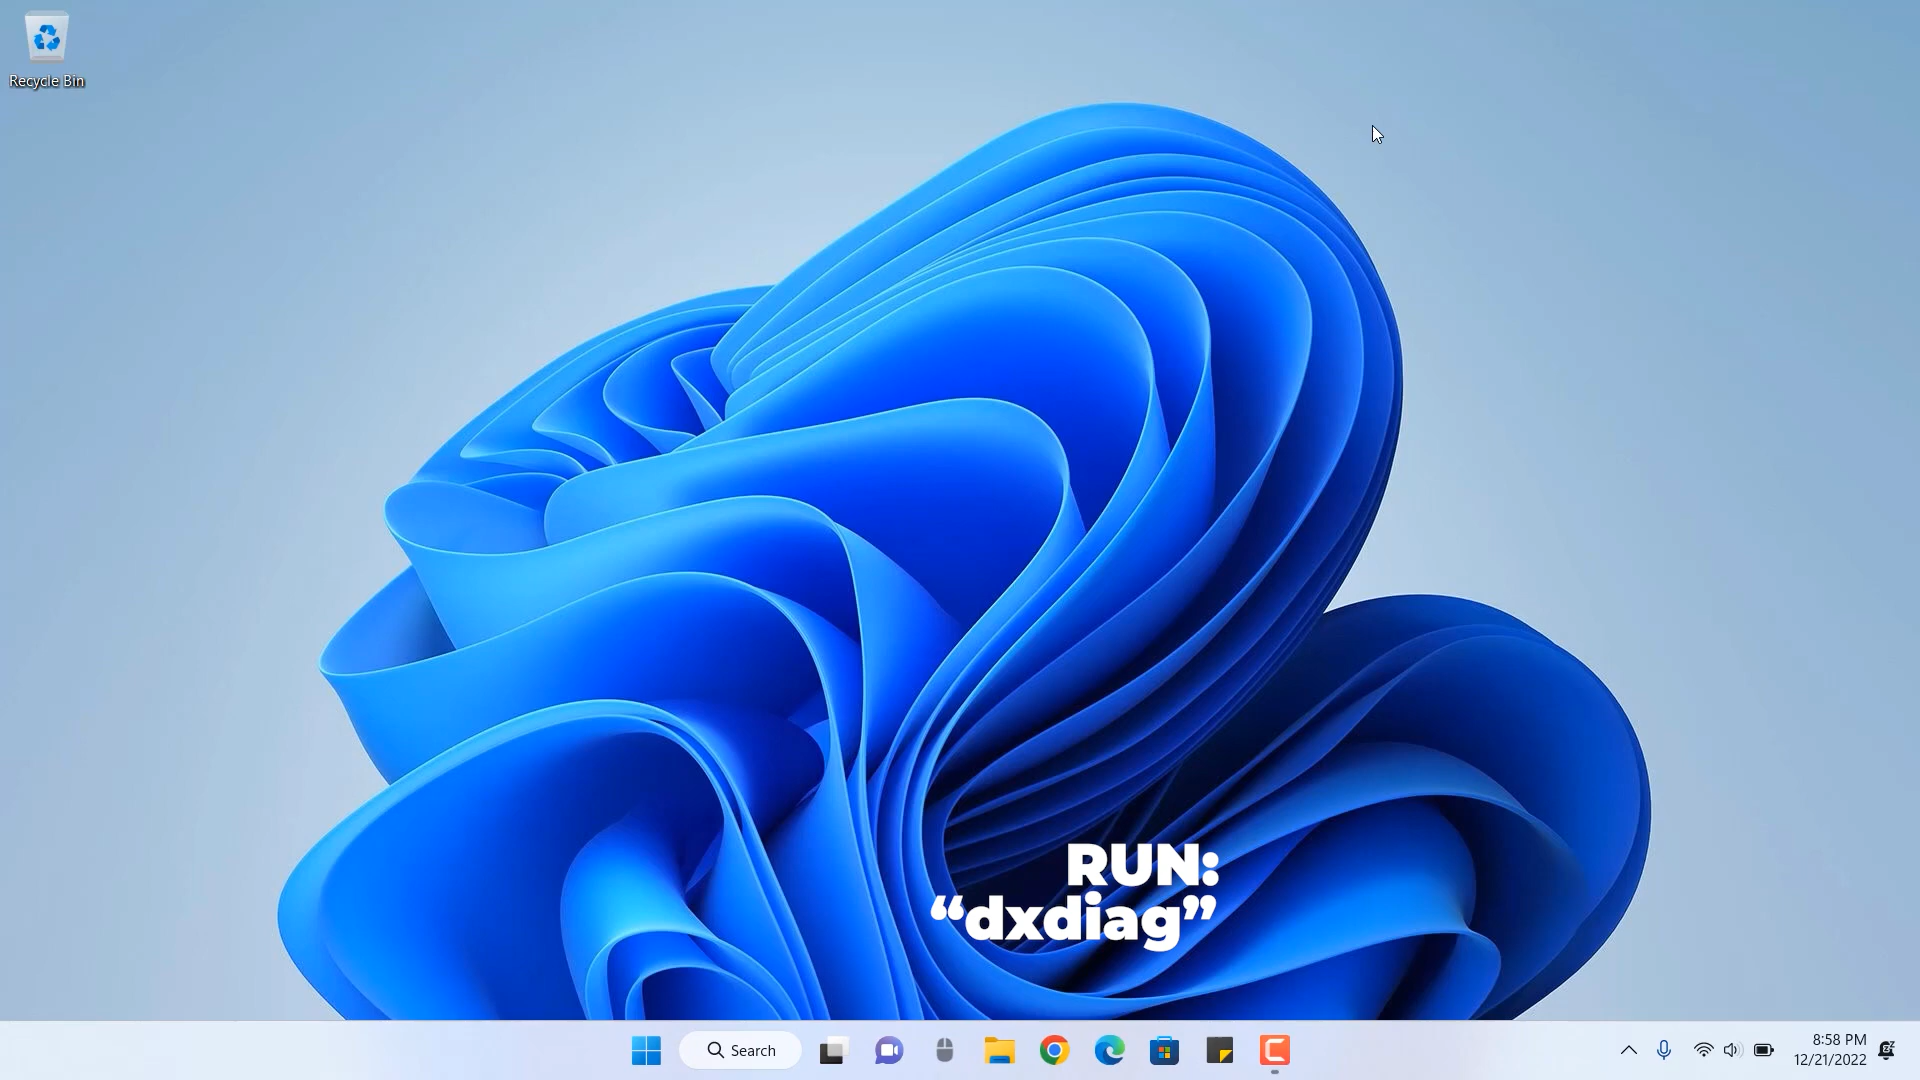 Recycle Bin
RUN:
“dxdiag”
Search
8:58 PM
12/21/2022